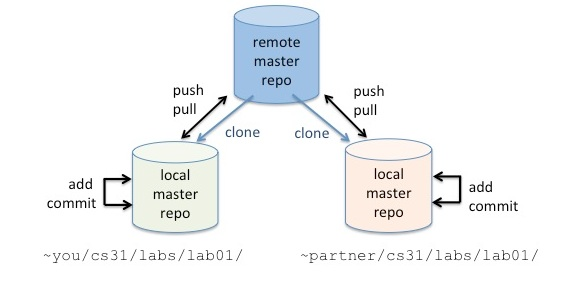 remote
master
repo
push
pull
push
pull
clone
clone
local
master
repo
local
master
repo
add
commit
add
commit
~you/cs31/labs/lab01/
~partner/cs31/labs/lab01/